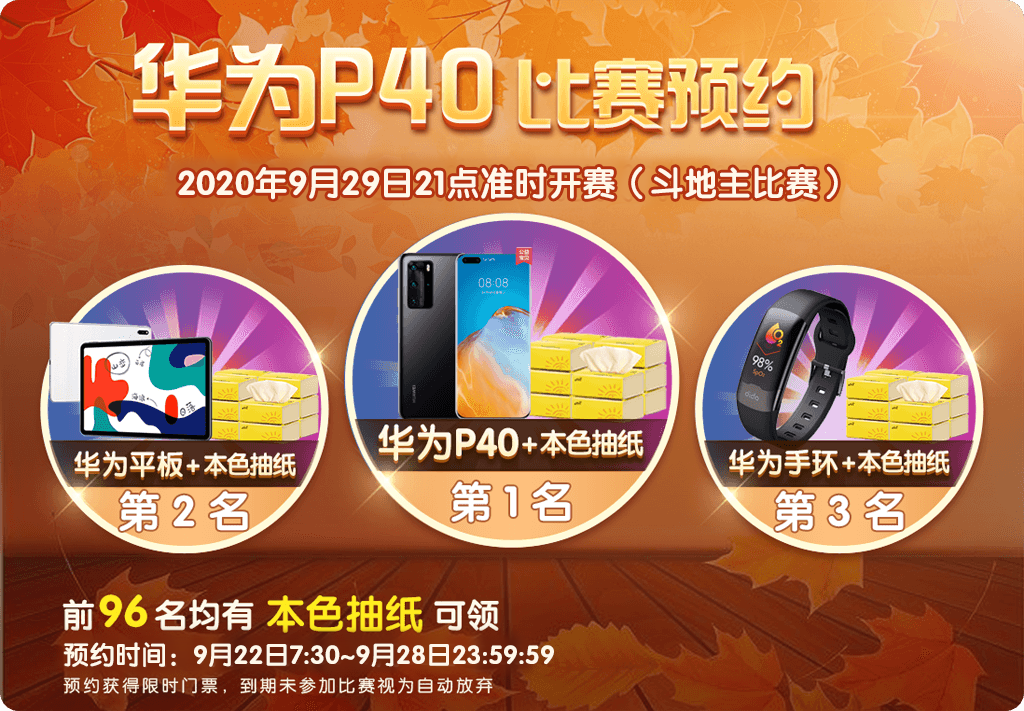 华为P40 比赛预约
2020年9月29日21点准时开赛（斗地主比赛）
08:08
98%
SpO2
dido
HUAWEI
华为平板+本色抽纸
第2名
华为P40+本色抽纸
第1名
华为手环+本色抽纸
第3名
前96名均有 本色抽纸 可领
预约时间：9月22日7:30~9月28日23:59:59
预约获得限时门票，到期未参加比赛视为自动放弃